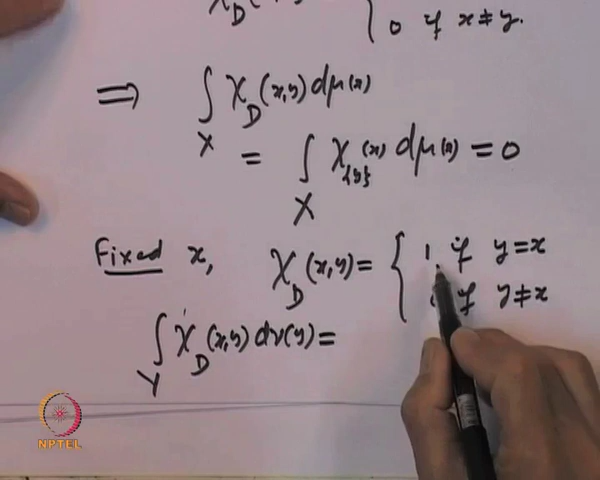 χ_D(
0 if x≠y.
⇒ ∫_X χ_D(x,y) dμ(x)
= ∫_X χ_{y}(x) dμ(x) = 0
Fixed x, χ_D(x,y) = { 1 if y=x
if y≠x
∫_Y χ_D(x,y) dν(y) =
NPTEL